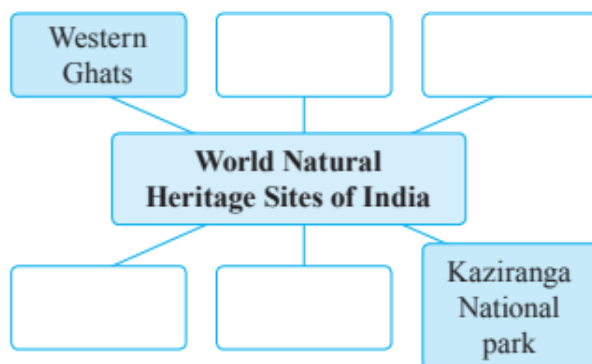 Western
Ghats
World Natural
Heritage Sites of India
Kaziranga
National
park